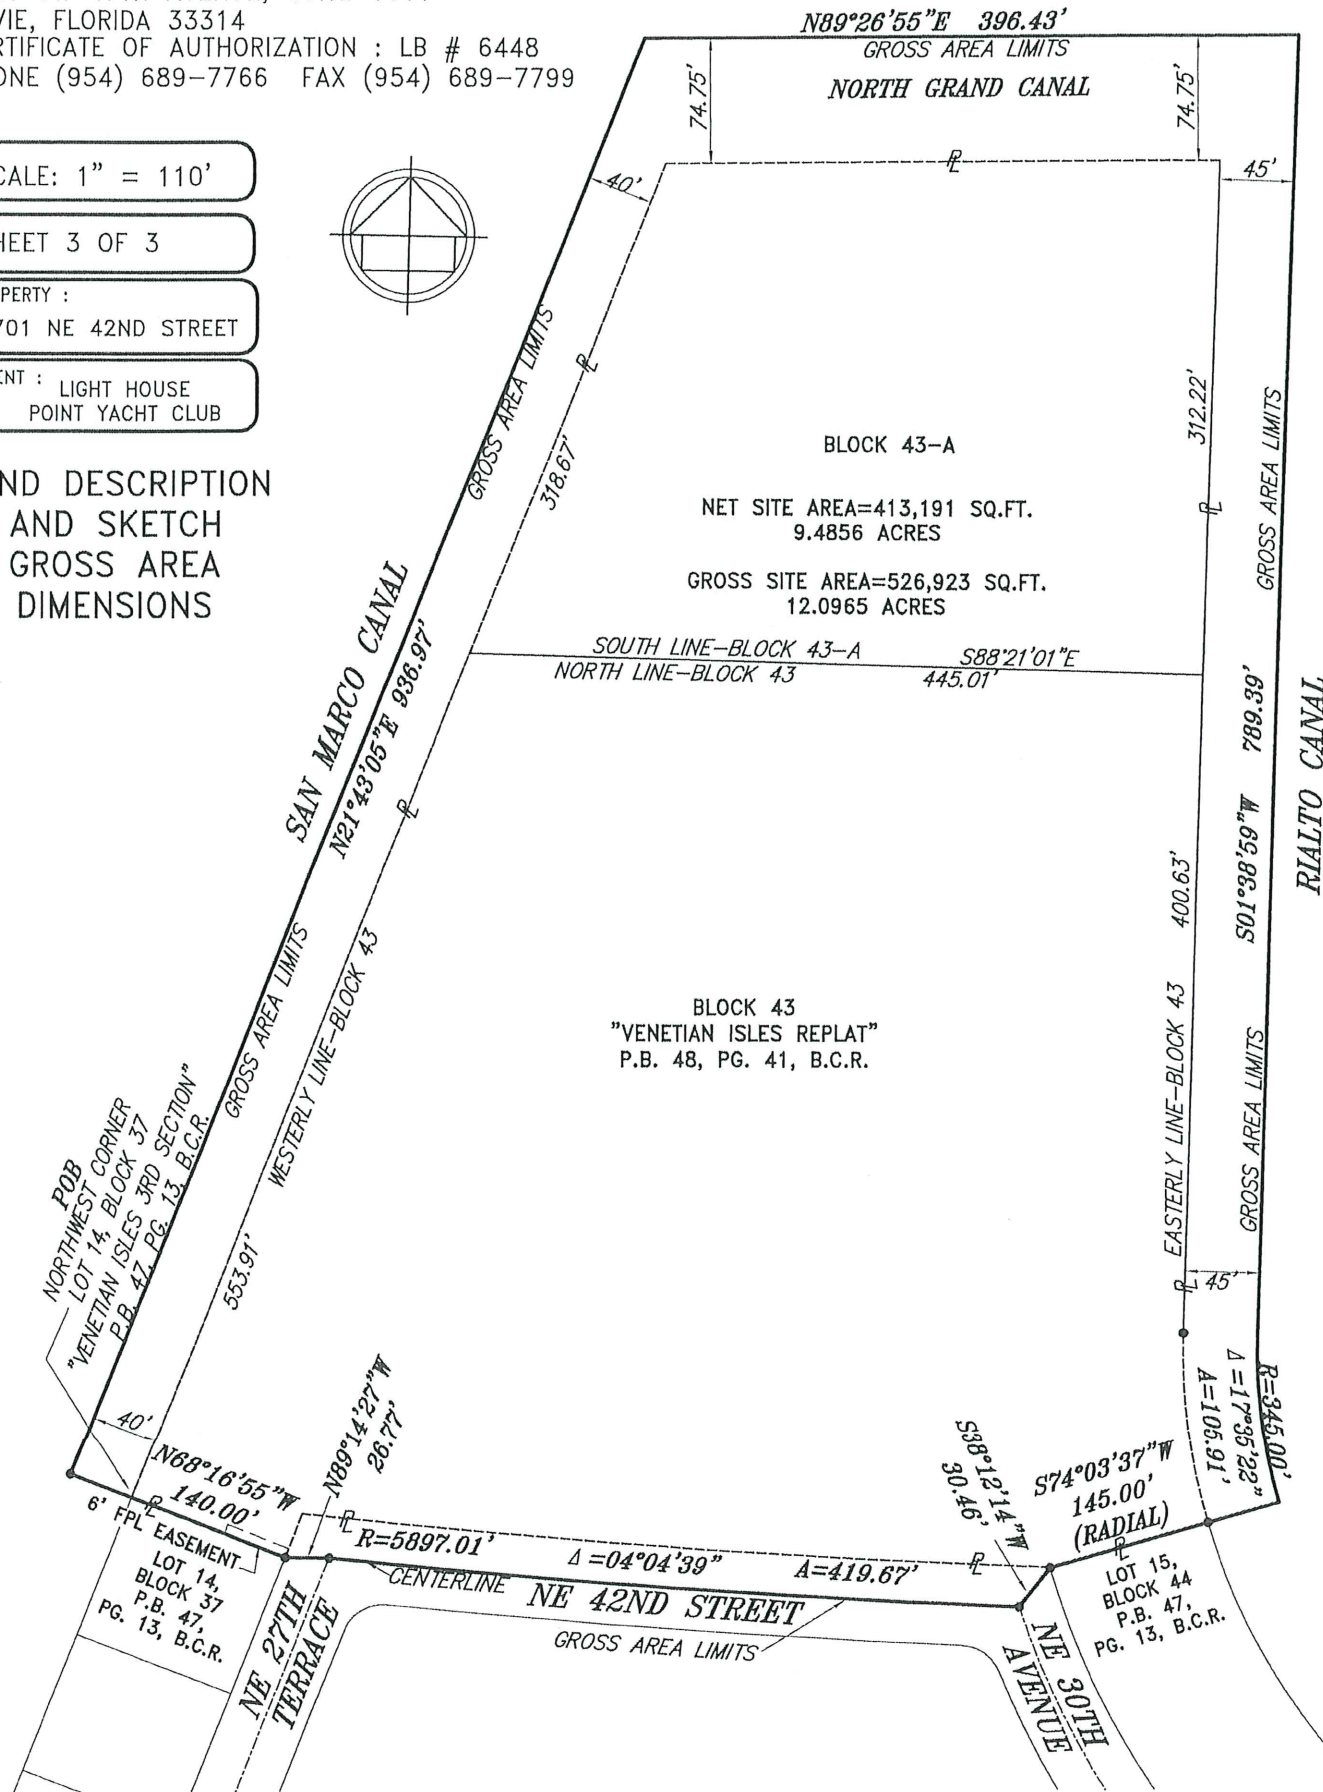 VIE, FLORIDA 33314
RTIFICATE OF AUTHORIZATION : LB # 6448
ONE (954) 689-7766 FAX (954) 689-7799
CALE: 1" = 110'
HEET 3 OF 3
PERTY :
701 NE 42ND STREET
ENT : LIGHT HOUSE
POINT YACHT CLUB
ND DESCRIPTION
AND SKETCH
GROSS AREA
DIMENSIONS
N89°26'55"E 396.43'
GROSS AREA LIMITS
NORTH GRAND CANAL
74.75'
74.75'
PL
40'
45'
GROSS AREA LIMITS
PL
318.67'
312.22'
GROSS AREA LIMITS
PL
BLOCK 43-A
NET SITE AREA=413,191 SQ.FT.
9.4856 ACRES
GROSS SITE AREA=526,923 SQ.FT.
12.0965 ACRES
SOUTH LINE-BLOCK 43-A S88°21'01"E
NORTH LINE-BLOCK 43 445.01'
SAN MARCO CANAL
N21°43'05"E 936.97'
PL
S01°38'59"W 789.39'
RIALTO CANAL
400.63'
GROSS AREA LIMITS
WESTERLY LINE-BLOCK 43
553.91'
BLOCK 43
"VENETIAN ISLES REPLAT"
P.B. 48, PG. 41, B.C.R.
EASTERLY LINE-BLOCK 43
GROSS AREA LIMITS
PL
45'
POB
NORTHWEST CORNER
LOT 14, BLOCK 37
"VENETIAN ISLES 3RD SECTION"
P.B. 47, PG. 13, B.C.R.
40'
N68°16'55"W
140.00'
PL
N89°14'27"W
26.77'
6' FPL EASEMENT
LOT 14,
BLOCK 37
P.B. 47,
PG. 13, B.C.R.
PL
R=5897.01' Δ=04°04'39" A=419.67'
PL
CENTERLINE
NE 42ND STREET
GROSS AREA LIMITS
S38°12'14"W
30.46'
S74°03'37"W
145.00'
(RADIAL)
PL
R=345.00'
Δ=17°35'22"
A=105.91'
LOT 15,
BLOCK 44
P.B. 47,
PG. 13, B.C.R.
NE 27TH
TERRACE
NE 30TH
AVENUE